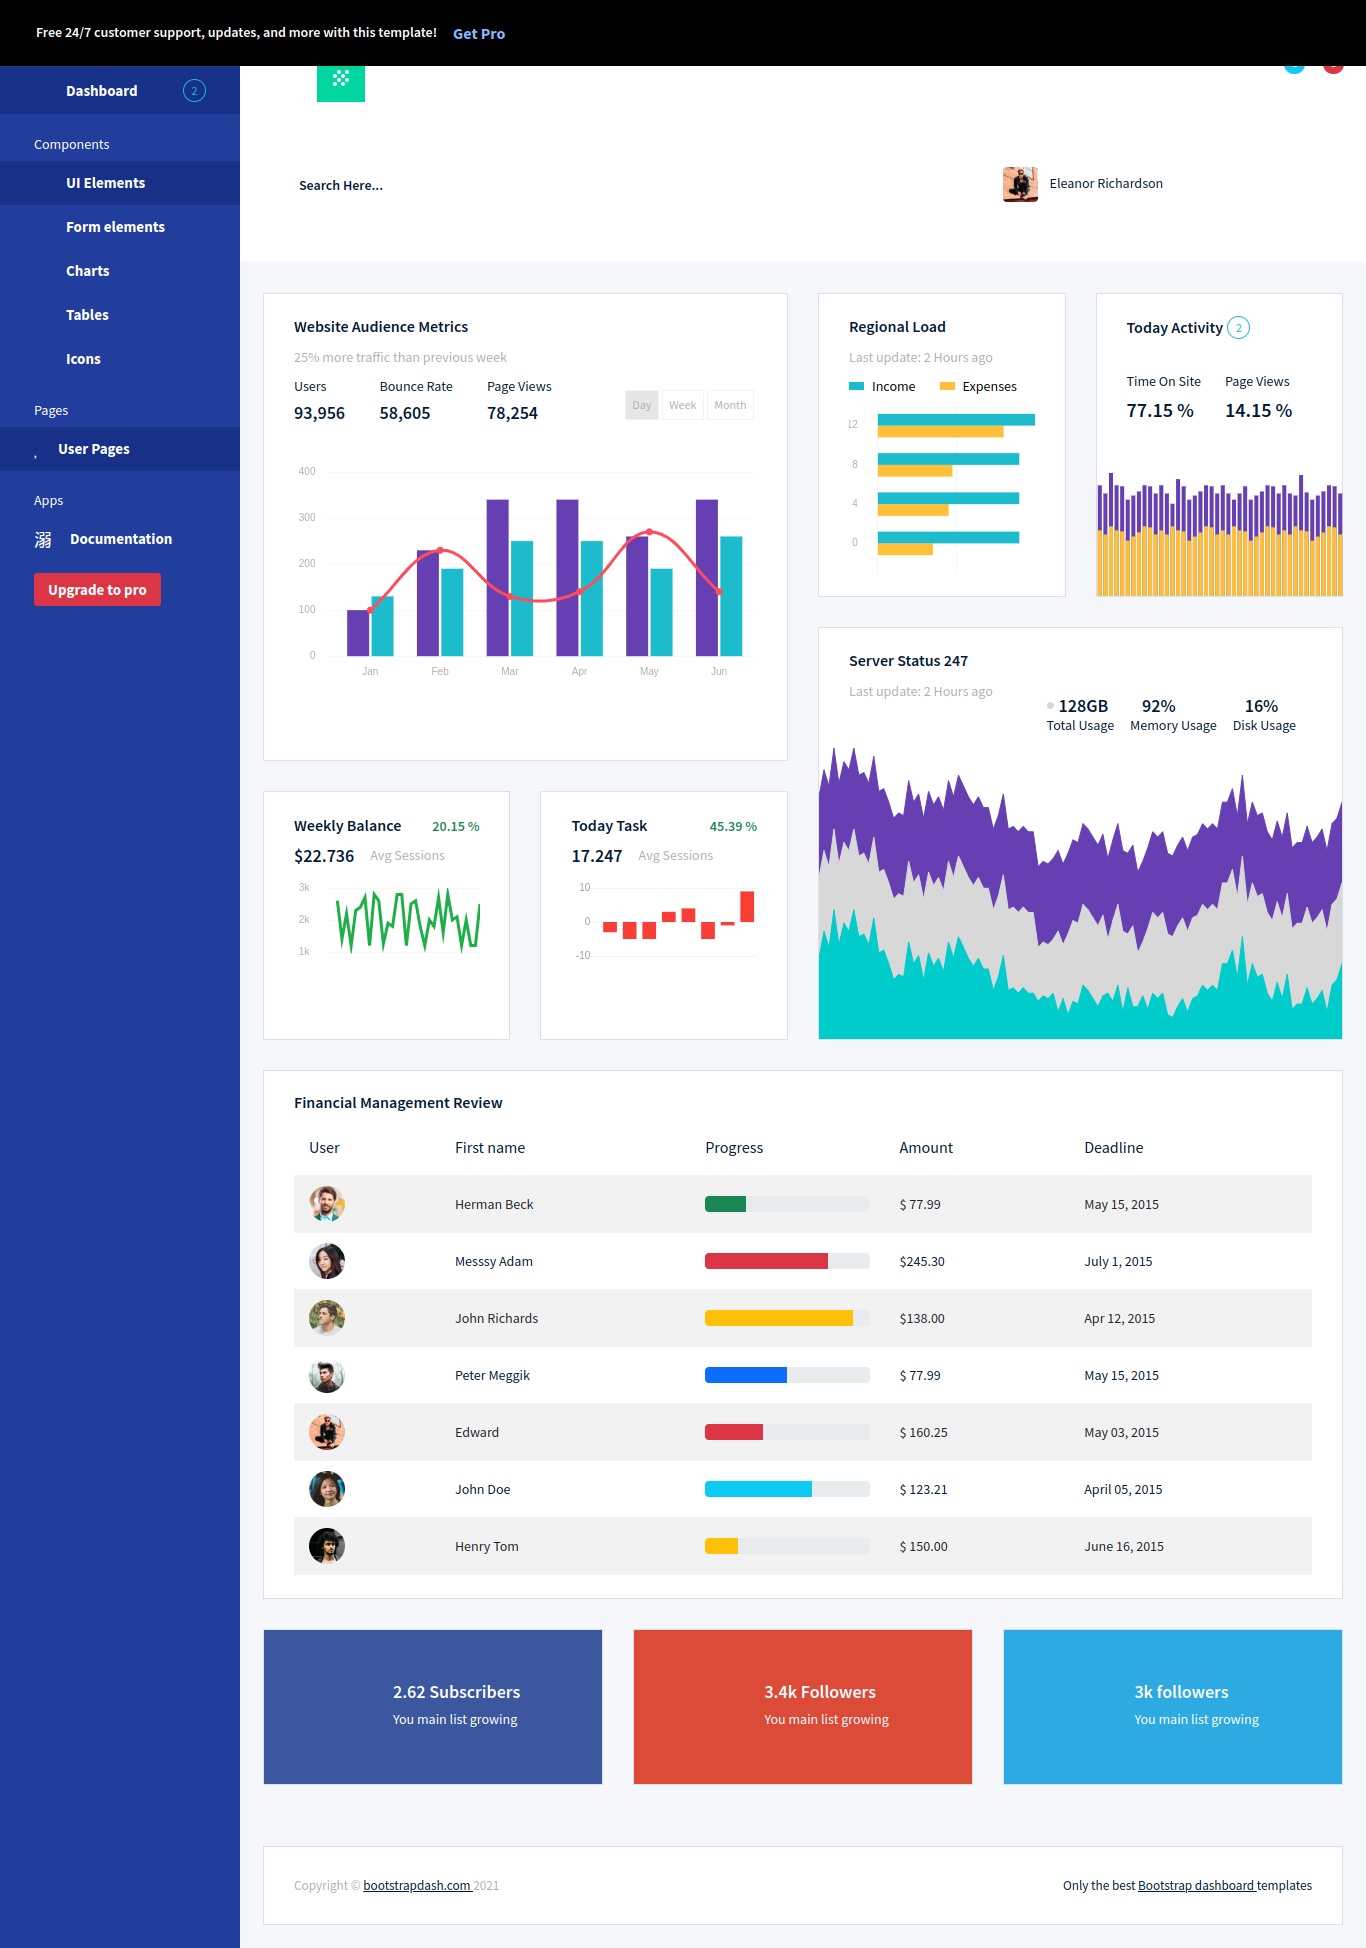 Free 24/7 customer support, updates, and more with this template! Get Pro
Dashboard 2
Components
UI Elements
Form elements
Charts
Tables
Icons
Pages
User Pages
Apps
溺 Documentation
Upgrade to pro
Search Here...
Eleanor Richardson
Website Audience Metrics
25% more traffic than previous week
Users Bounce Rate Page Views
93,956 58,605 78,254
Day Week Month
400
300
200
100
0
Jan Feb Mar Apr May Jun
Regional Load
Last update: 2 Hours ago
Income Expenses
12
8
4
0
Today Activity 2
Time On Site Page Views
77.15 % 14.15 %
Server Status 247
Last update: 2 Hours ago
128GB 92% 16%
Total Usage Memory Usage Disk Usage
Weekly Balance 20.15 %
$22.736 Avg Sessions
3k
2k
1k
Today Task 45.39 %
17.247 Avg Sessions
10
0
-10
Financial Management Review
User First name Progress Amount Deadline
Herman Beck $ 77.99 May 15, 2015
Messsy Adam $245.30 July 1, 2015
John Richards $138.00 Apr 12, 2015
Peter Meggik $ 77.99 May 15, 2015
Edward $ 160.25 May 03, 2015
John Doe $ 123.21 April 05, 2015
Henry Tom $ 150.00 June 16, 2015
2.62 Subscribers
You main list growing
3.4k Followers
You main list growing
3k followers
You main list growing
Copyright © bootstrapdash.com 2021
Only the best Bootstrap dashboard templates